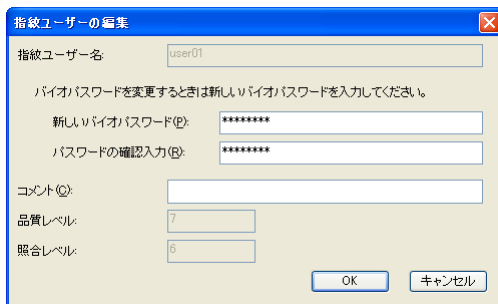 指紋ユーザーの編集
指紋ユーザー名: user01
バイオパスワードを変更するときは新しいバイオパスワードを入力してください。
新しいバイオパスワード(P): ********
パスワードの確認入力(R): ********
コメント(C):
品質レベル: 7
照合レベル: 6
OK キャンセル